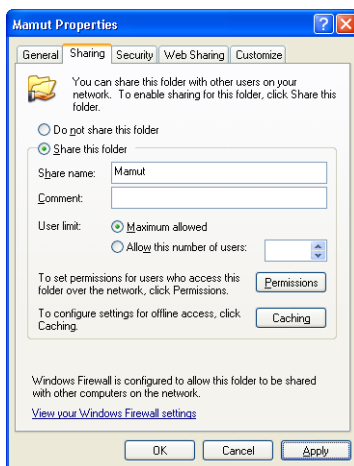 Mamut Properties
General Sharing Security Web Sharing Customize
You can share this folder with other users on your
network. To enable sharing for this folder, click Share this
folder.
Do not share this folder
Share this folder
Share name: Mamut
Comment:
User limit: Maximum allowed
Allow this number of users:
To set permissions for users who access this
folder over the network, click Permissions.
Permissions
To configure settings for offline access, click
Caching.
Caching
Windows Firewall is configured to allow this folder to be shared
with other computers on the network.
View your Windows Firewall settings
OK Cancel Apply